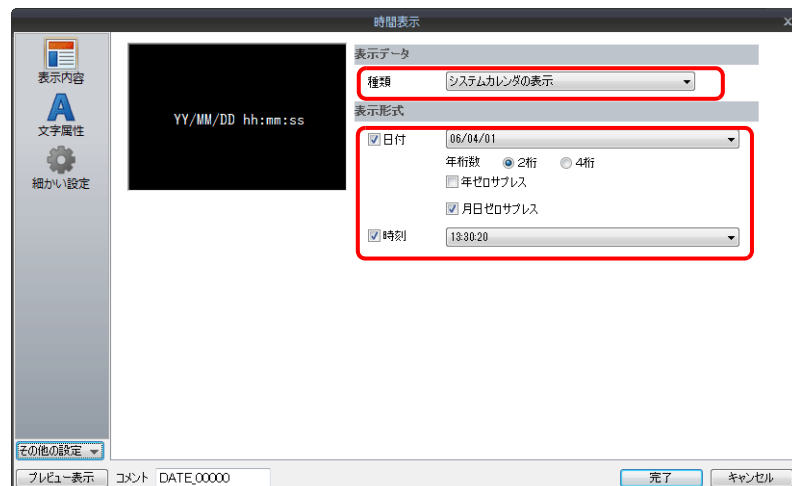 時間表示
表示内容
文字属性
細かい設定
その他の設定
YY/MM/DD hh:mm:ss
表示データ
種類 システムカレンダの表示
表示形式
日付 06/04/01
年桁数 2桁 4桁
年ゼロサプレス
月日ゼロサプレス
時刻 13:30:20
プレビュー表示 コメント DATE_00000 完了 キャンセル